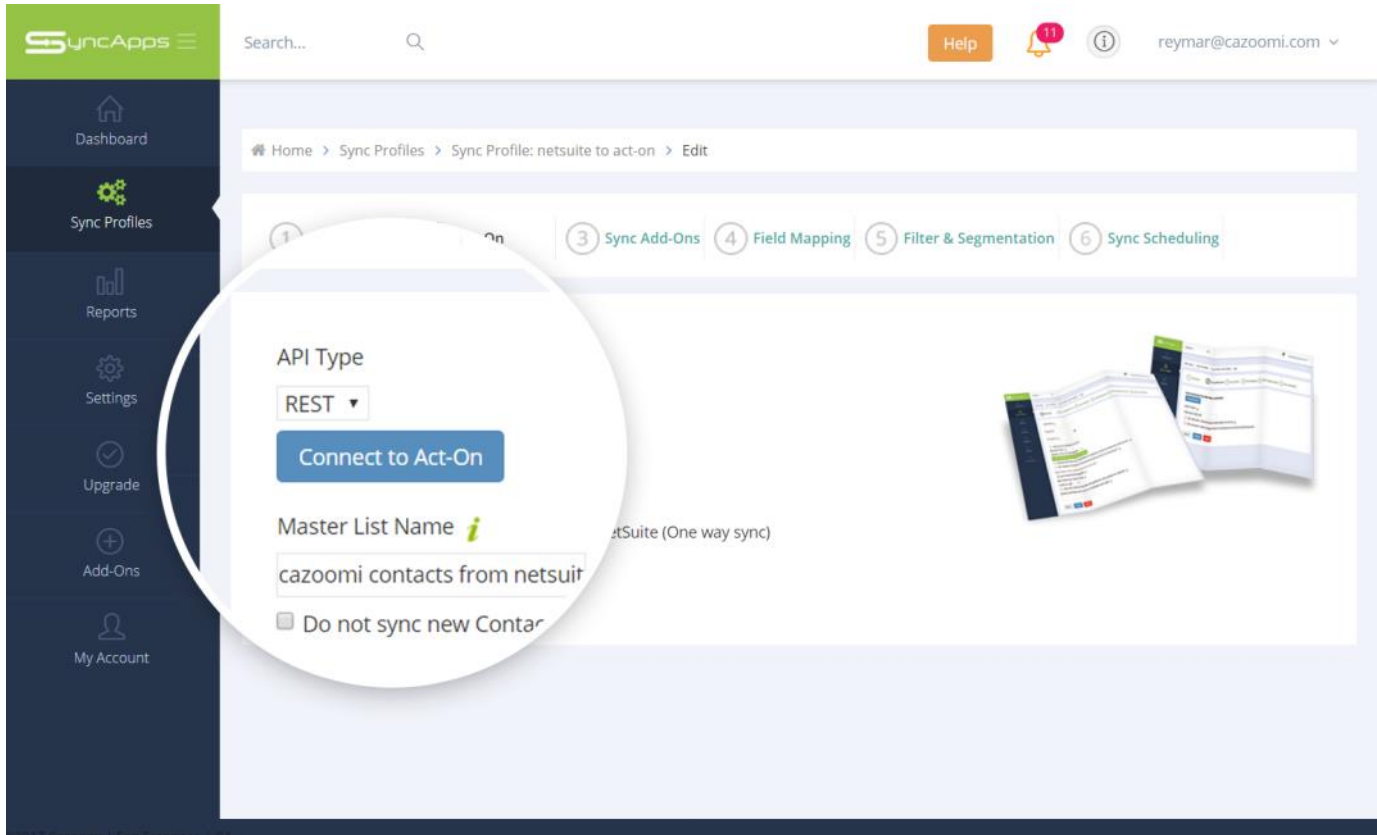 SyncApps
Search...
Help
11
reymar@cazoomi.com
Dashboard
Sync Profiles
Reports
Settings
Upgrade
Add-Ons
My Account
Home > Sync Profiles > Sync Profile: netsuite to act-on > Edit
1 On 3 Sync Add-Ons 4 Field Mapping 5 Filter & Segmentation 6 Sync Scheduling
API Type
REST
Connect to Act-On
Master List Name i
etSuite (One way sync)
cazoomi contacts from netsuit
Do not sync new Contac